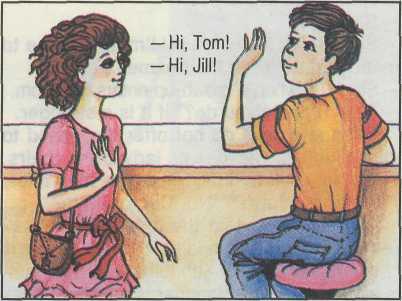 — Hi, Tom!
— Hi, Jill!